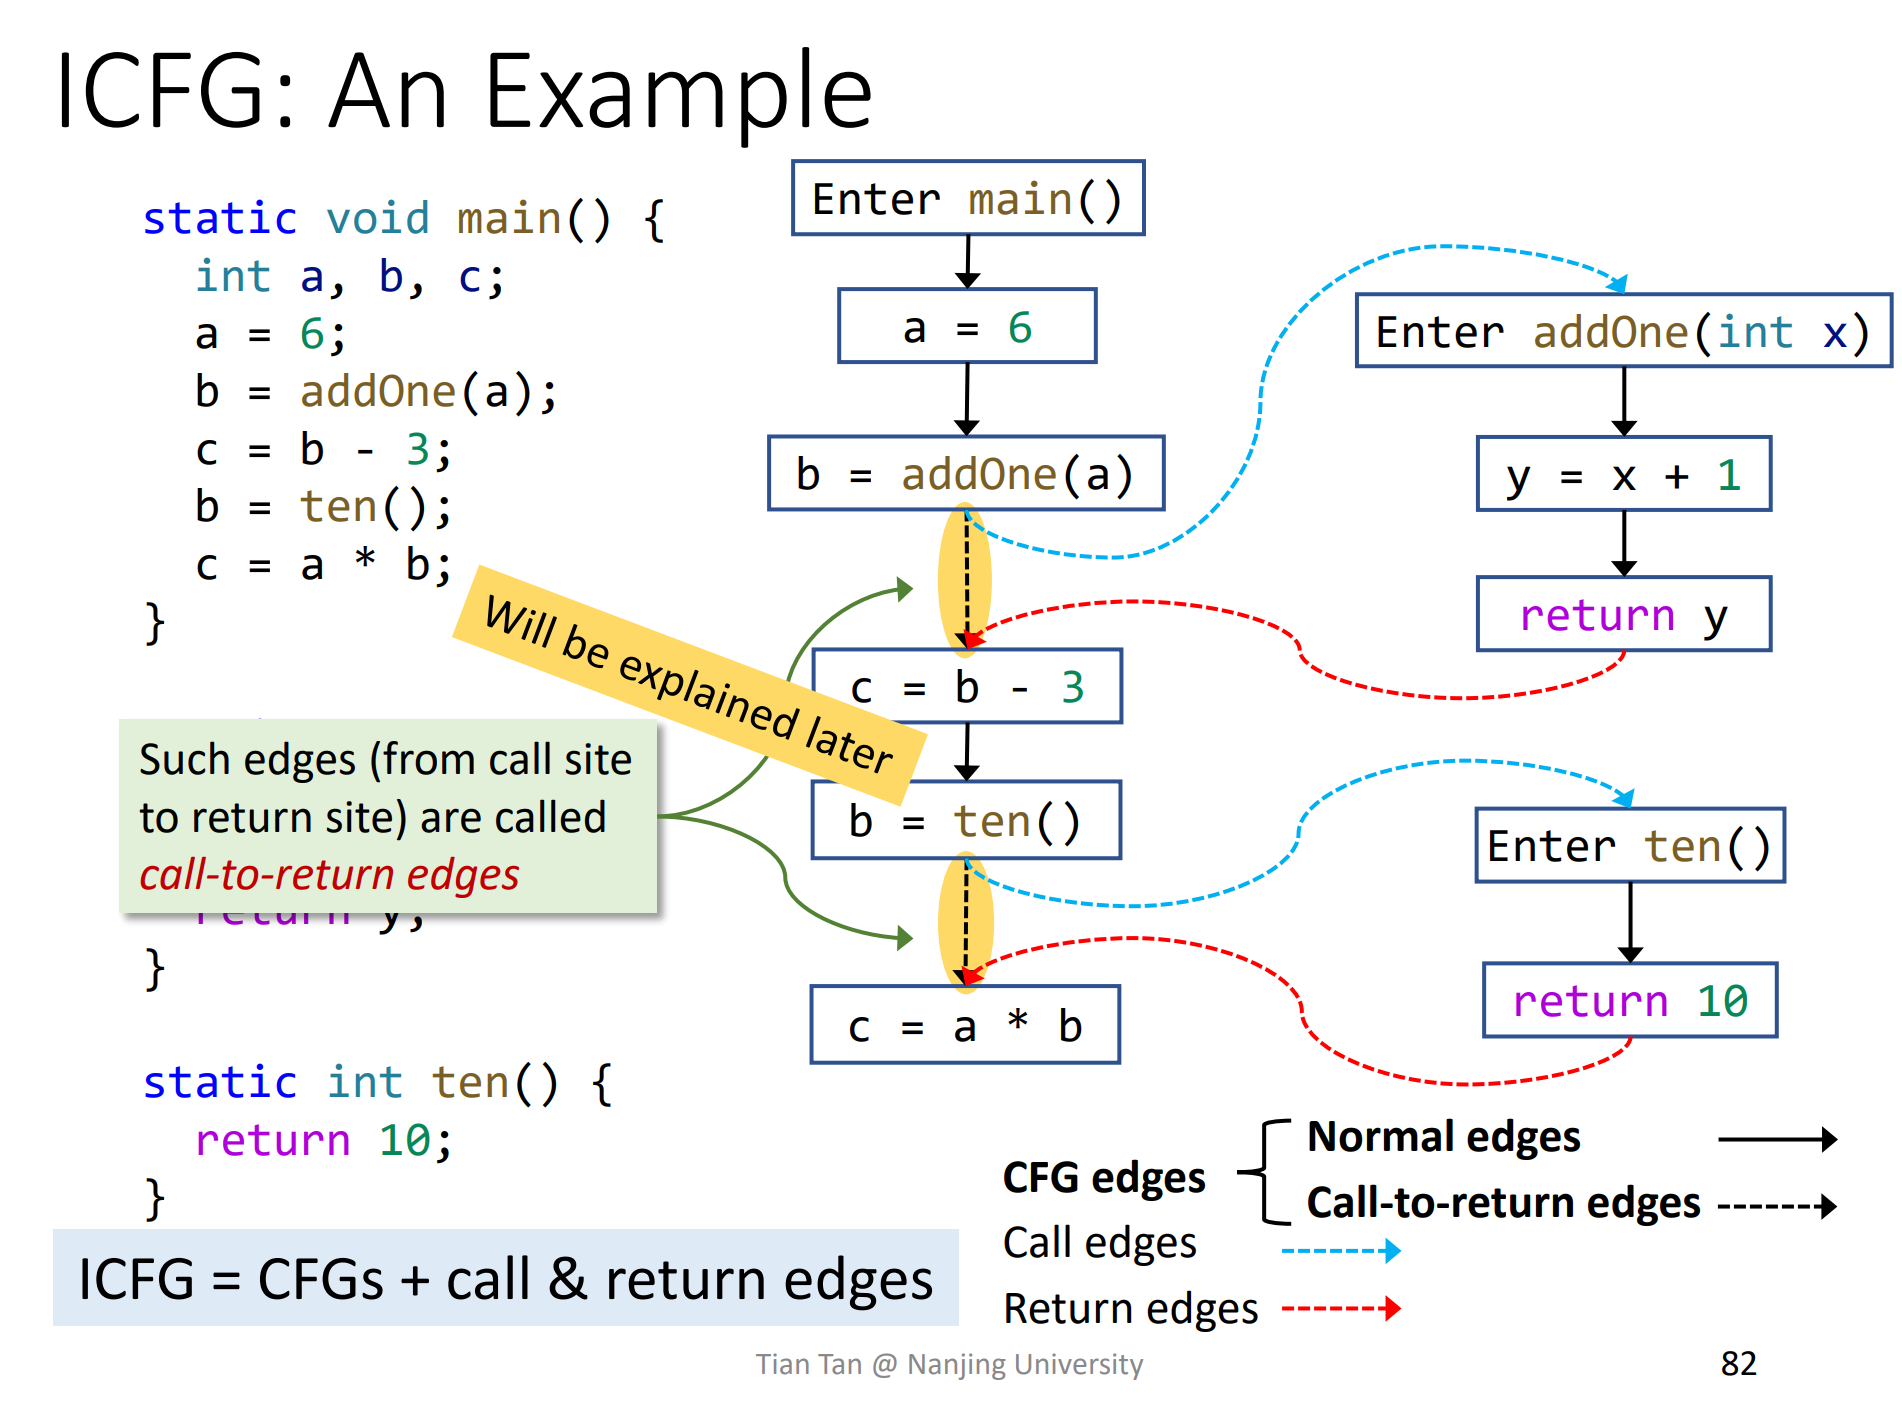 ICFG: An Example
static void main() {
int a, b, c;
a = 6;
b = addOne(a);
c = b - 3;
b = ten();
c = a * b;
}
Such edges (from call site
to return site) are called
call-to-return edges
return y;
}
static int ten() {
return 10;
}
ICFG = CFGs + call & return edges
Will be explained later
Enter main()
a = 6
b = addOne(a)
c = b - 3
b = ten()
c = a * b
Enter addOne(int x)
y = x + 1
return y
Enter ten()
return 10
CFG edges
Normal edges
Call-to-return edges
Call edges
Return edges
Tian Tan @ Nanjing University
82